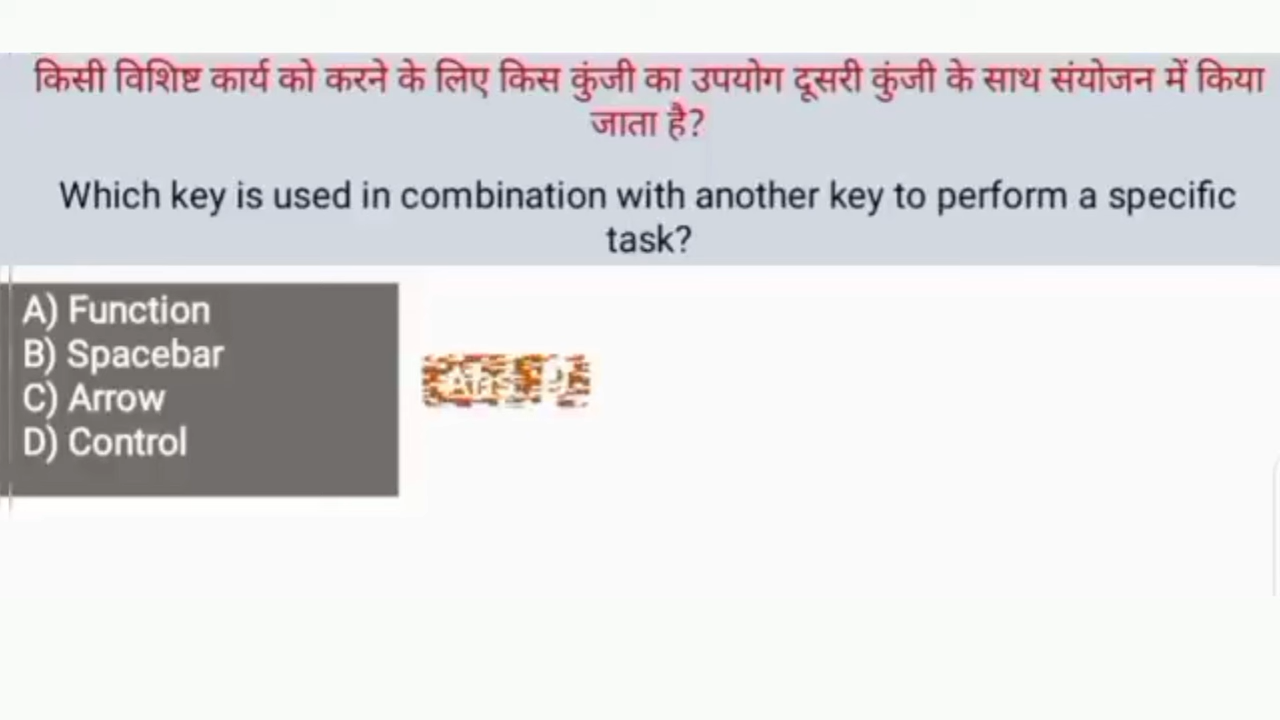 किसी विशिष्ट कार्य को करने के लिए किस कुंजी का उपयोग दूसरी कुंजी के साथ संयोजन में किया
जाता है?
Which key is used in combination with another key to perform a specific
task?
A) Function
B) Spacebar
C) Arrow
D) Control
Ans. D